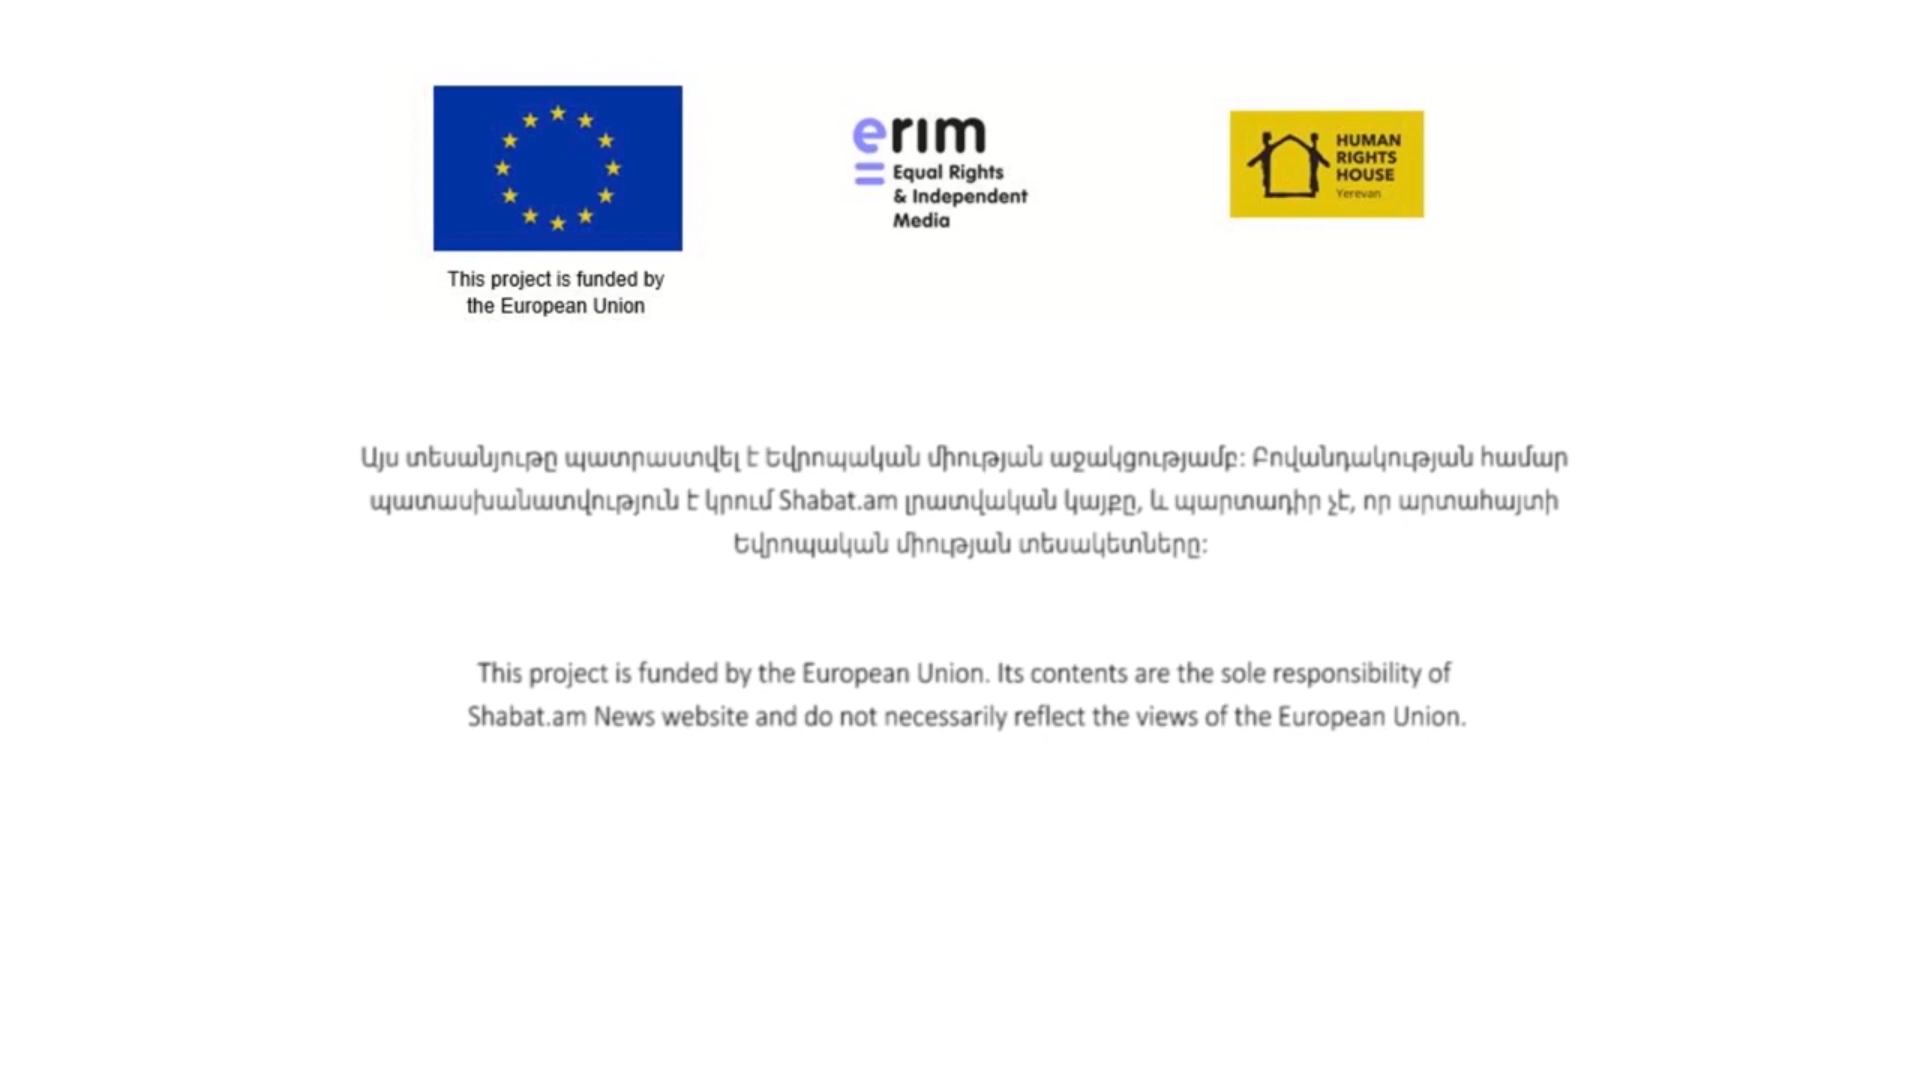 This project is funded by
the European Union
erim
Equal Rights
& Independent
Media
HUMAN
RIGHTS
HOUSE
Yerevan
Այս տեսանյութը պատրաստվել է Եվրոպական միության աջակցությամբ: Բովանդակության համար
պատասխանատվություն է կրում Shabat.am լրատվական կայքը, և պարտադիր չէ, որ արտահայտի
Եվրոպական միության տեսակետները:
This project is funded by the European Union. Its contents are the sole responsibility of
Shabat.am News website and do not necessarily reflect the views of the European Union.